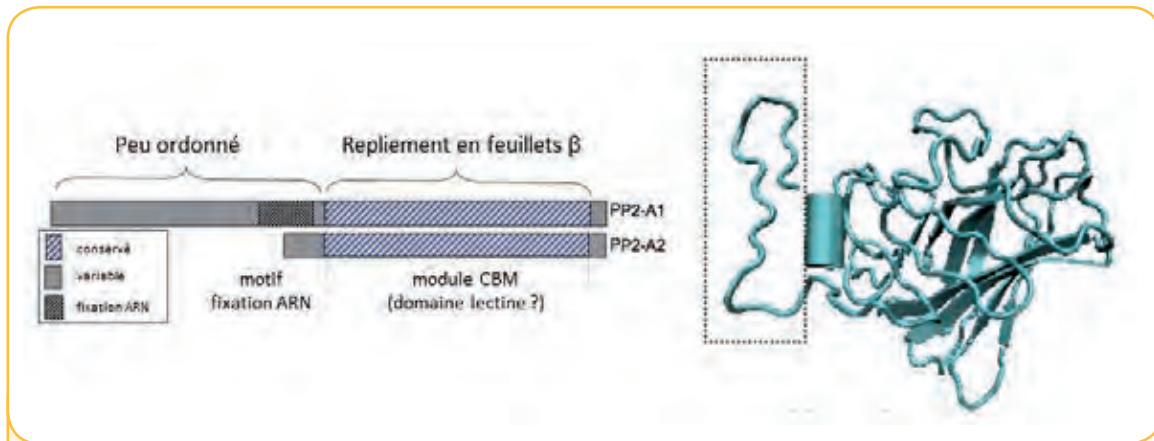 Peu ordonné
Repliement en feuillets β
PP2-A1
PP2-A2
conservé
variable
fixation ARN
motif
fixation ARN
module CBM
(domaine lectine ?)